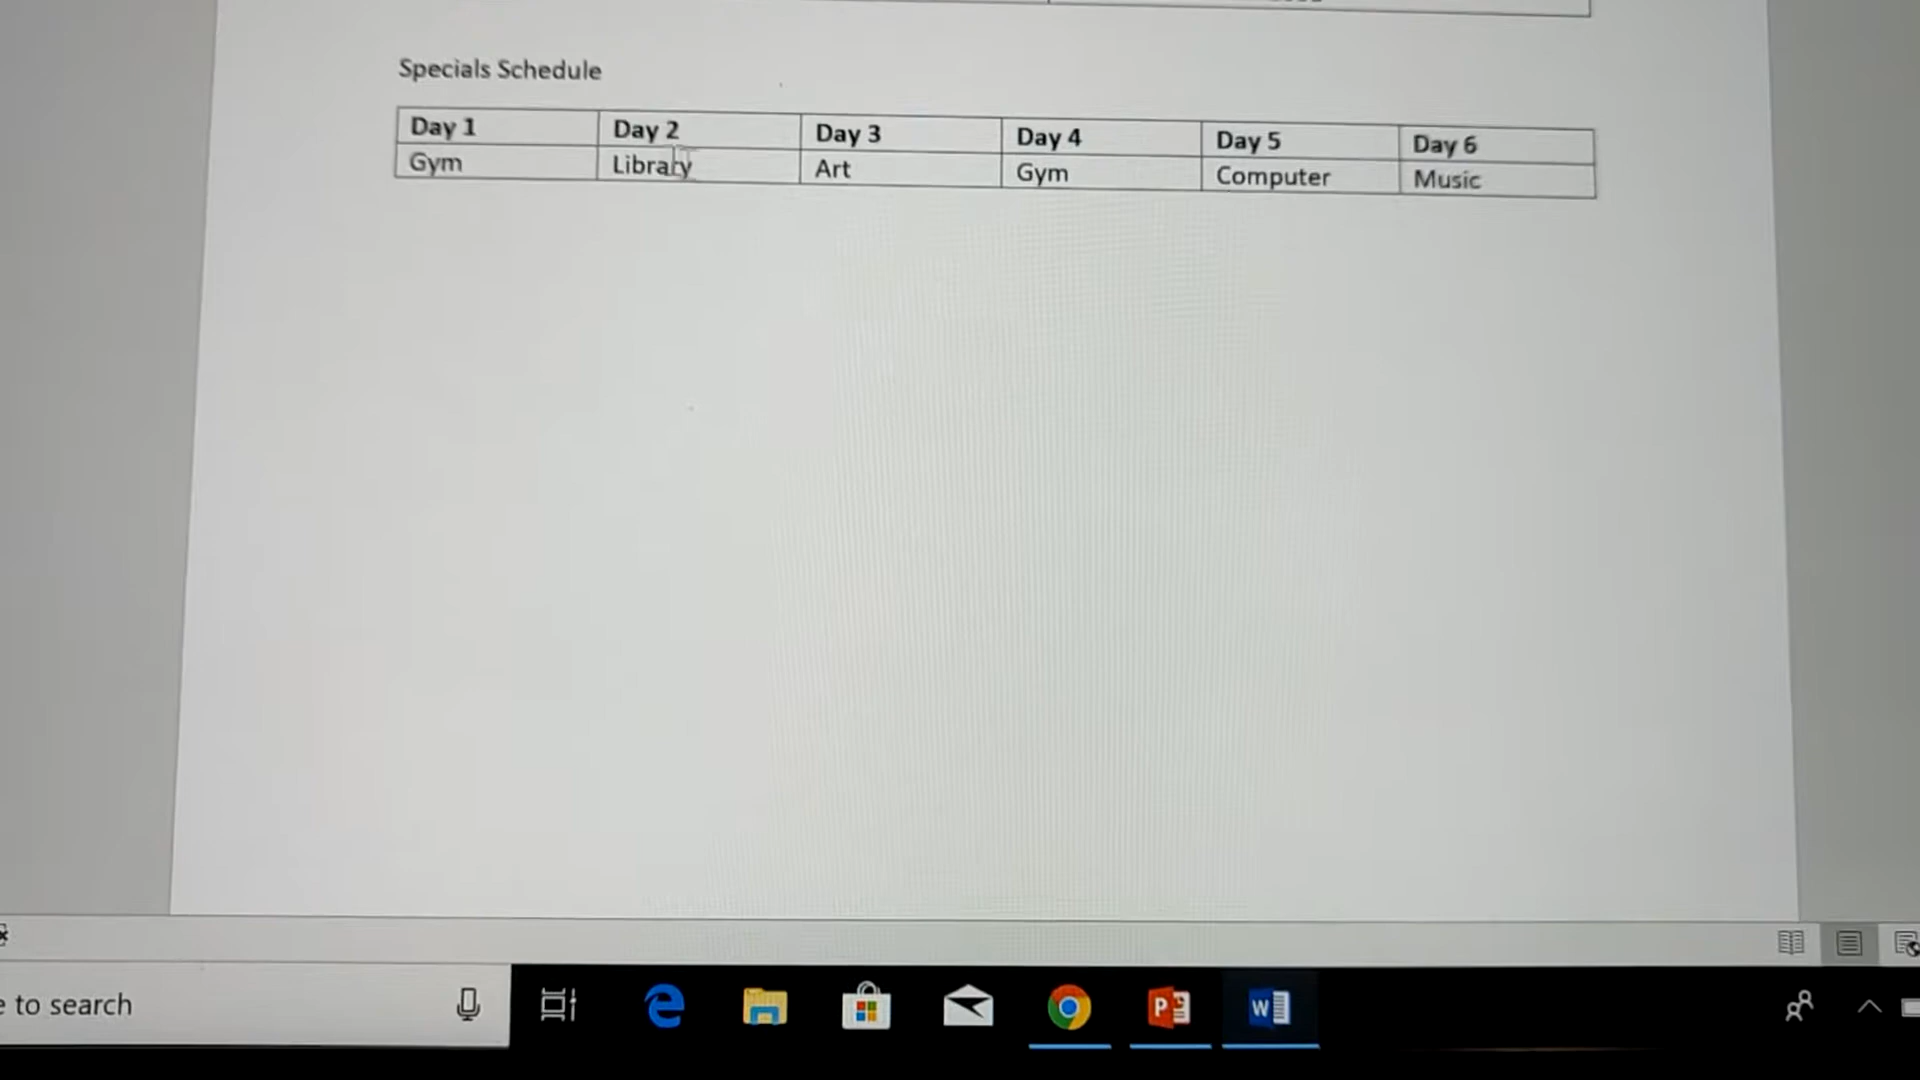 Specials Schedule
Day 1 Day 2 Day 3 Day 4 Day 5 Day 6
Gym Library Art Gym Computer Music
to search